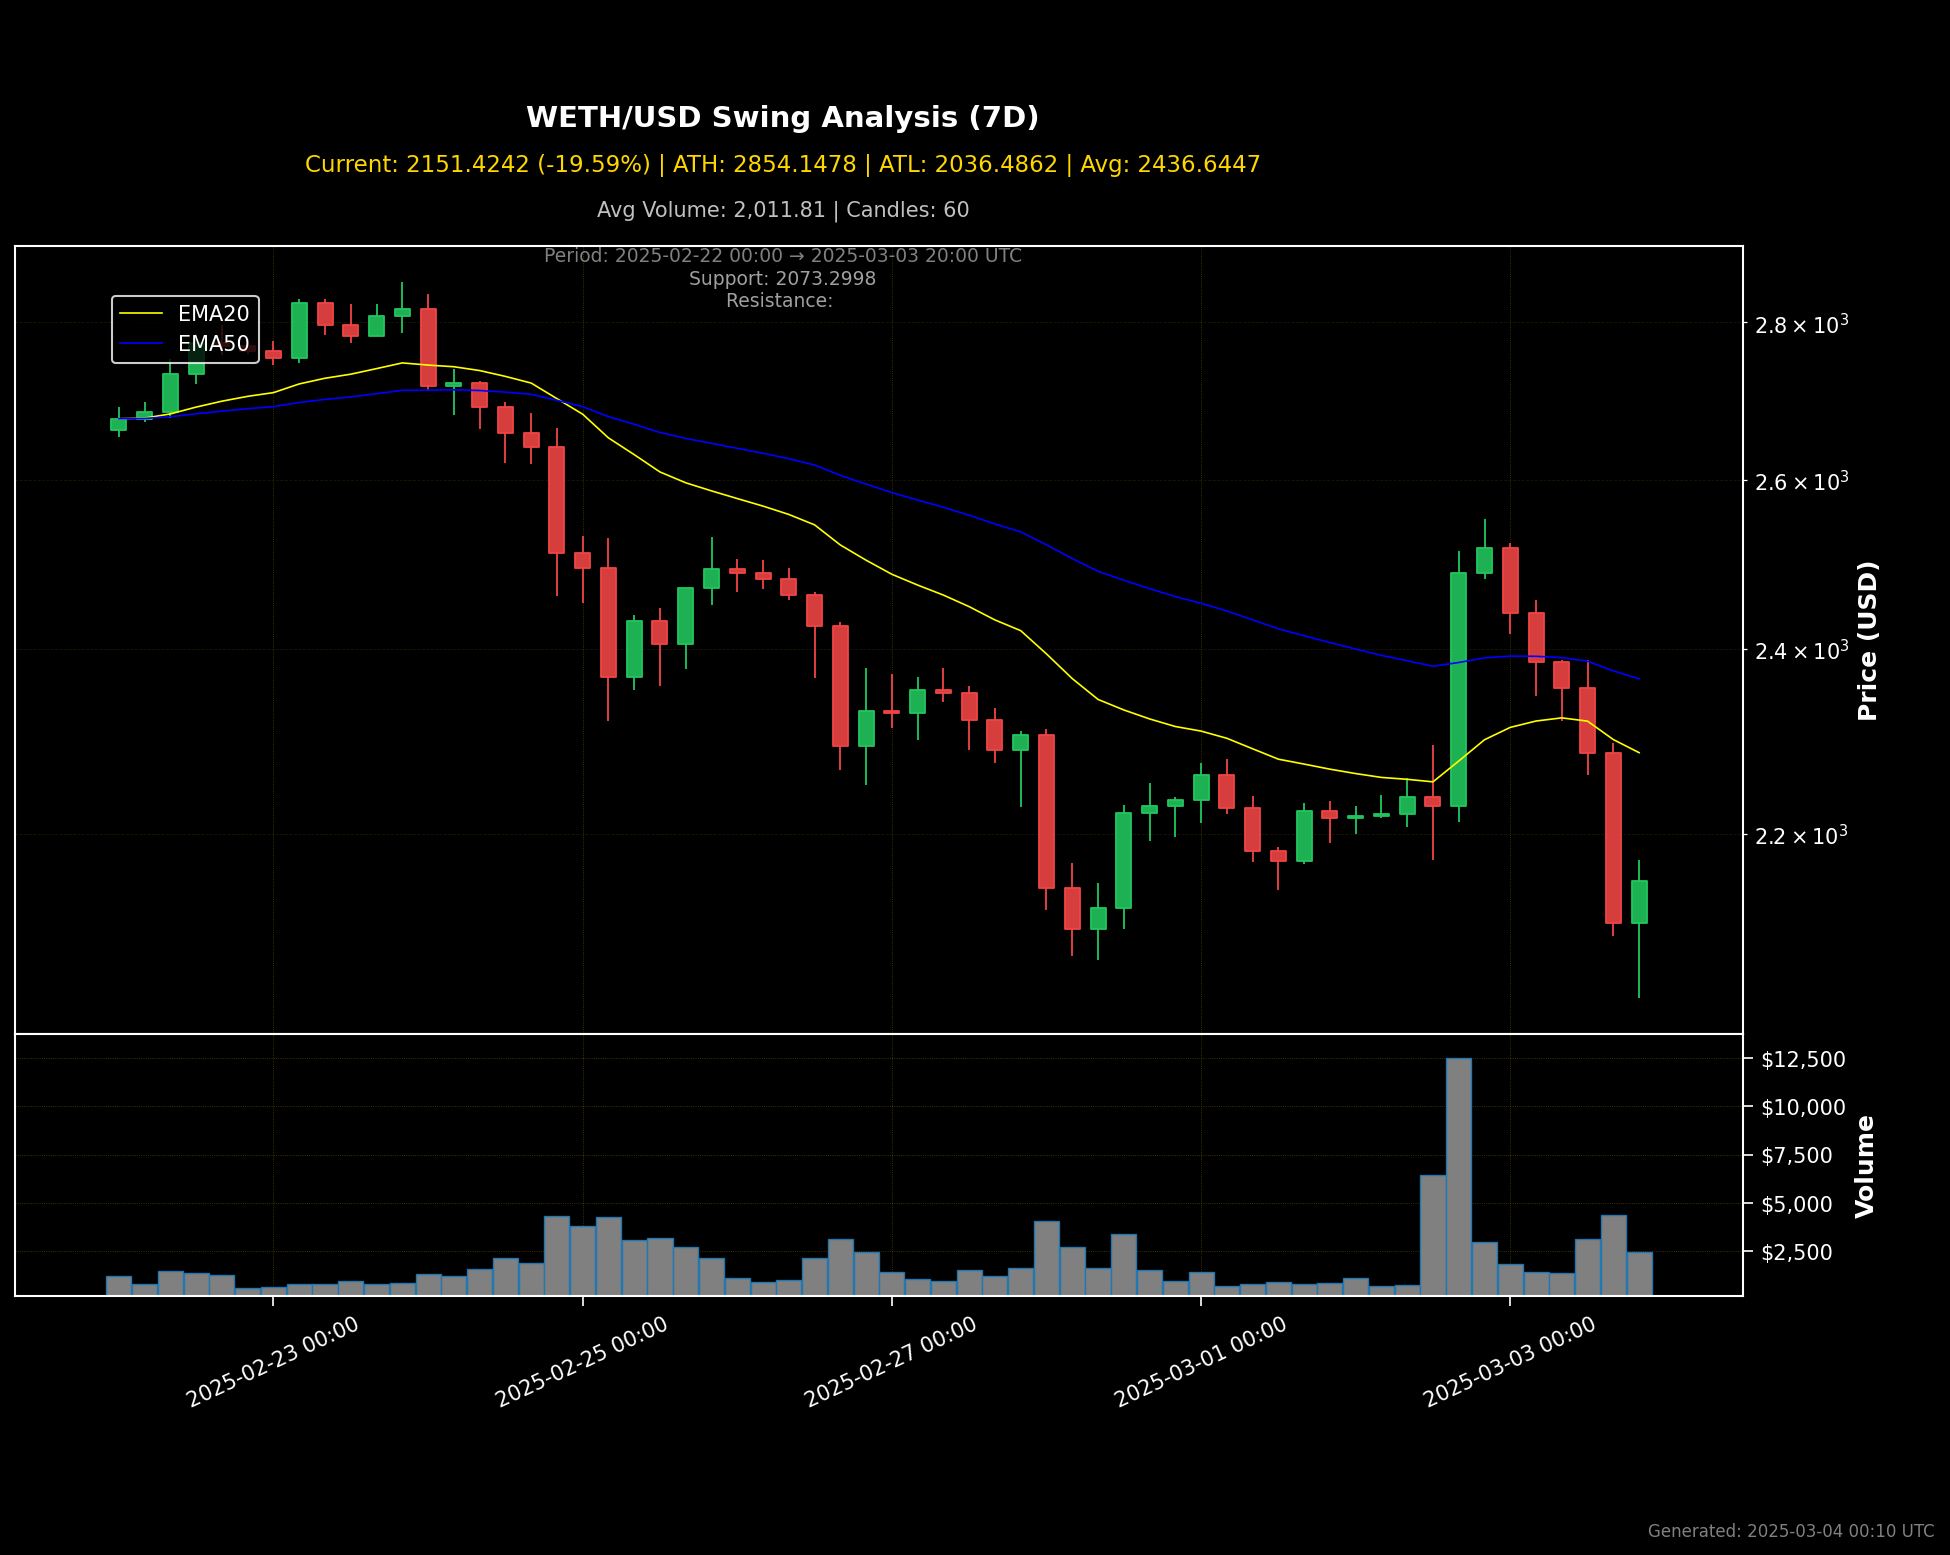 WETH/USD Swing Analysis (7D)
Current: 2151.4242 (-19.59%) | ATH: 2854.1478 | ATL: 2036.4862 | Avg: 2436.6447
Avg Volume: 2,011.81 | Candles: 60
Period: 2025-02-22 00:00 → 2025-03-03 20:00 UTC
Support: 2073.2998
Resistance:
EMA20
EMA50
2.8 × 10³
2.6 × 10³
2.4 × 10³
2.2 × 10³
Price (USD)
$12,500
$10,000
$7,500
$5,000
$2,500
Volume
2025-02-23 00:00
2025-02-25 00:00
2025-02-27 00:00
2025-03-01 00:00
2025-03-03 00:00
Generated: 2025-03-04 00:10 UTC